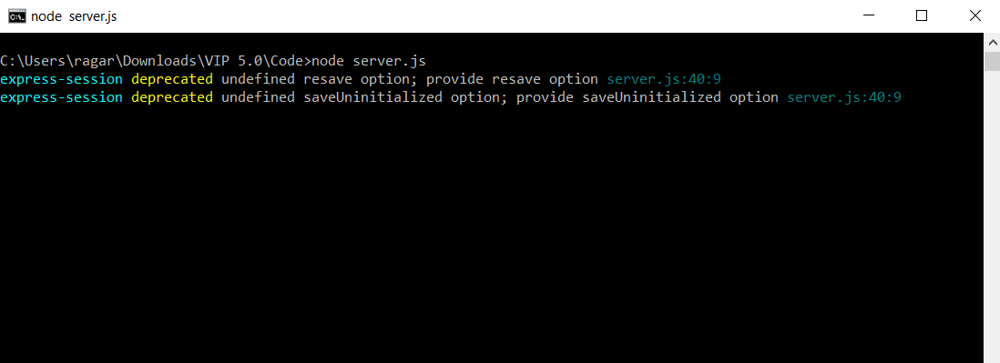 node  server.js
C:\Users\ragar\Downloads\VIP 5.0\Code>node server.js
express-session deprecated undefined resave option; provide resave option server.js:40:9
express-session deprecated undefined saveUninitialized option; provide saveUninitialized option server.js:40:9